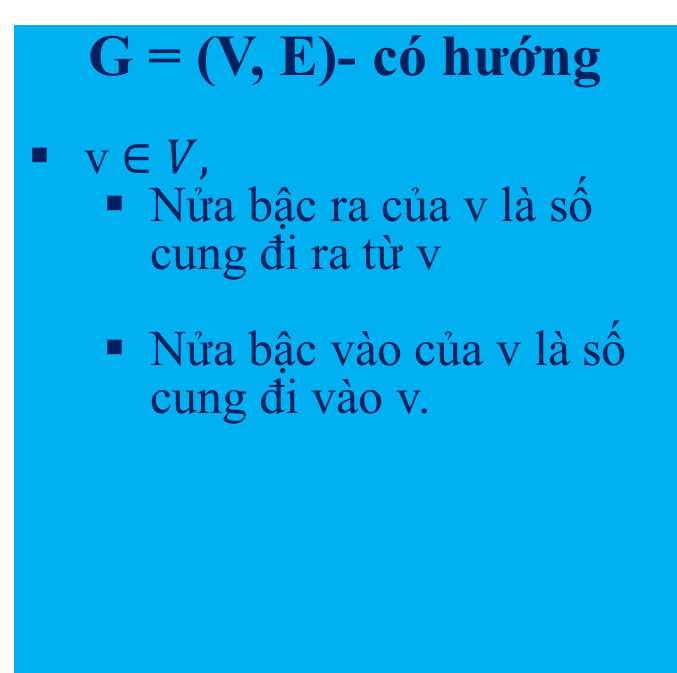 G = (V, E)- có hướng
▪ v ∈ V,
▪ Nửa bậc ra của v là số
cung đi ra từ v
▪ Nửa bậc vào của v là số
cung đi vào v.